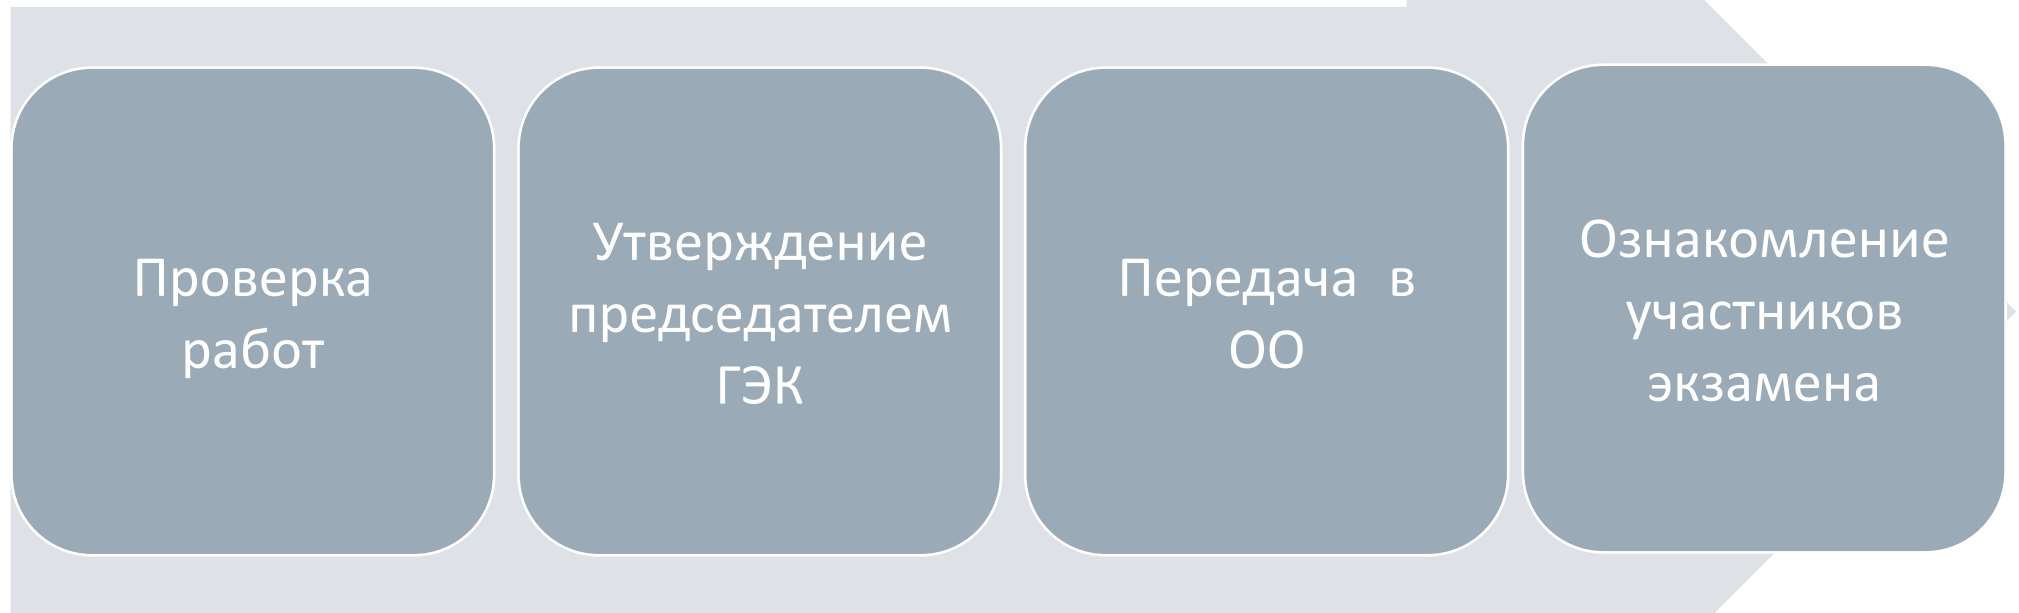 Проверка
работ
Утверждение
председателем
ГЭК
Передача в
ОО
Ознакомление
участников
экзамена